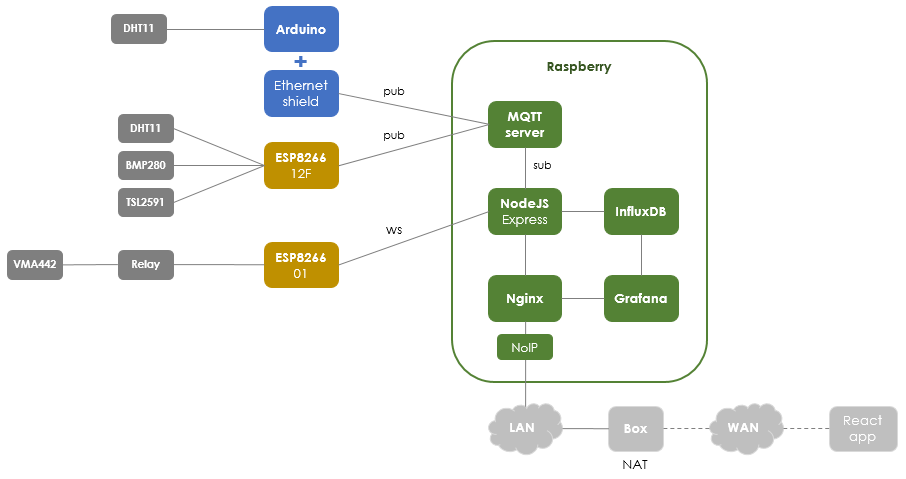 DHT11
Arduino
+
Ethernet
shield
Raspberry
pub
MQTT
server
DHT11
BMP280
TSL2591
ESP8266
12F
pub
sub
NodeJS
Express
InfluxDB
ws
VMA442
Relay
ESP8266
01
Nginx
Grafana
NoIP
LAN
Box
WAN
React
app
NAT